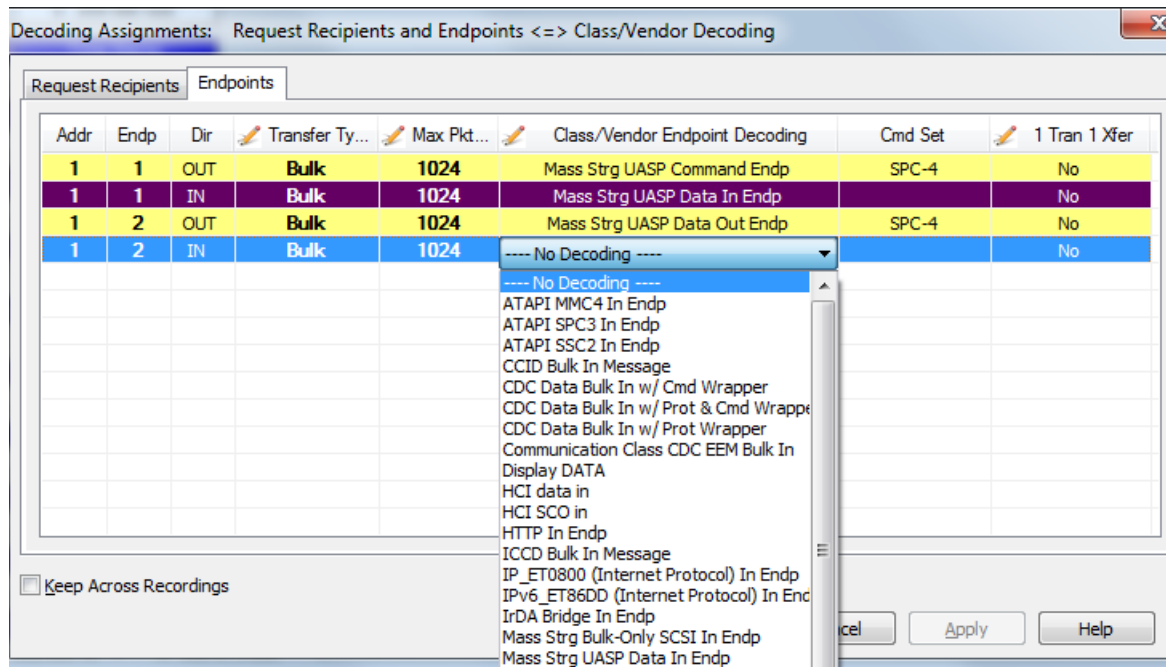 Decoding Assignments: Request Recipients and Endpoints <=> Class/Vendor Decoding
Request Recipients Endpoints
Addr Endp Dir Transfer Ty... Max Pkt... Class/Vendor Endpoint Decoding Cmd Set 1 Tran 1 Xfer
1 1 OUT Bulk 1024 Mass Strg UASP Command Endp SPC-4 No
1 1 IN Bulk 1024 Mass Strg UASP Data In Endp No
1 2 OUT Bulk 1024 Mass Strg UASP Data Out Endp SPC-4 No
1 2 IN Bulk 1024 ---- No Decoding ---- No
---- No Decoding ----
ATAPI MMC4 In Endp
ATAPI SPC3 In Endp
ATAPI SSC2 In Endp
CCID Bulk In Message
CDC Data Bulk In w/ Cmd Wrapper
CDC Data Bulk In w/ Prot & Cmd Wrappe
CDC Data Bulk In w/ Prot Wrapper
Communication Class CDC EEM Bulk In
Display DATA
HCI data in
HCI SCO in
HTTP In Endp
ICCD Bulk In Message
IP_ET0800 (Internet Protocol) In Endp
IPv6_ET86DD (Internet Protocol) In End
IrDA Bridge In Endp
Mass Strg Bulk-Only SCSI In Endp
Mass Strg UASP Data In Endp
Keep Across Recordings
cel Apply Help